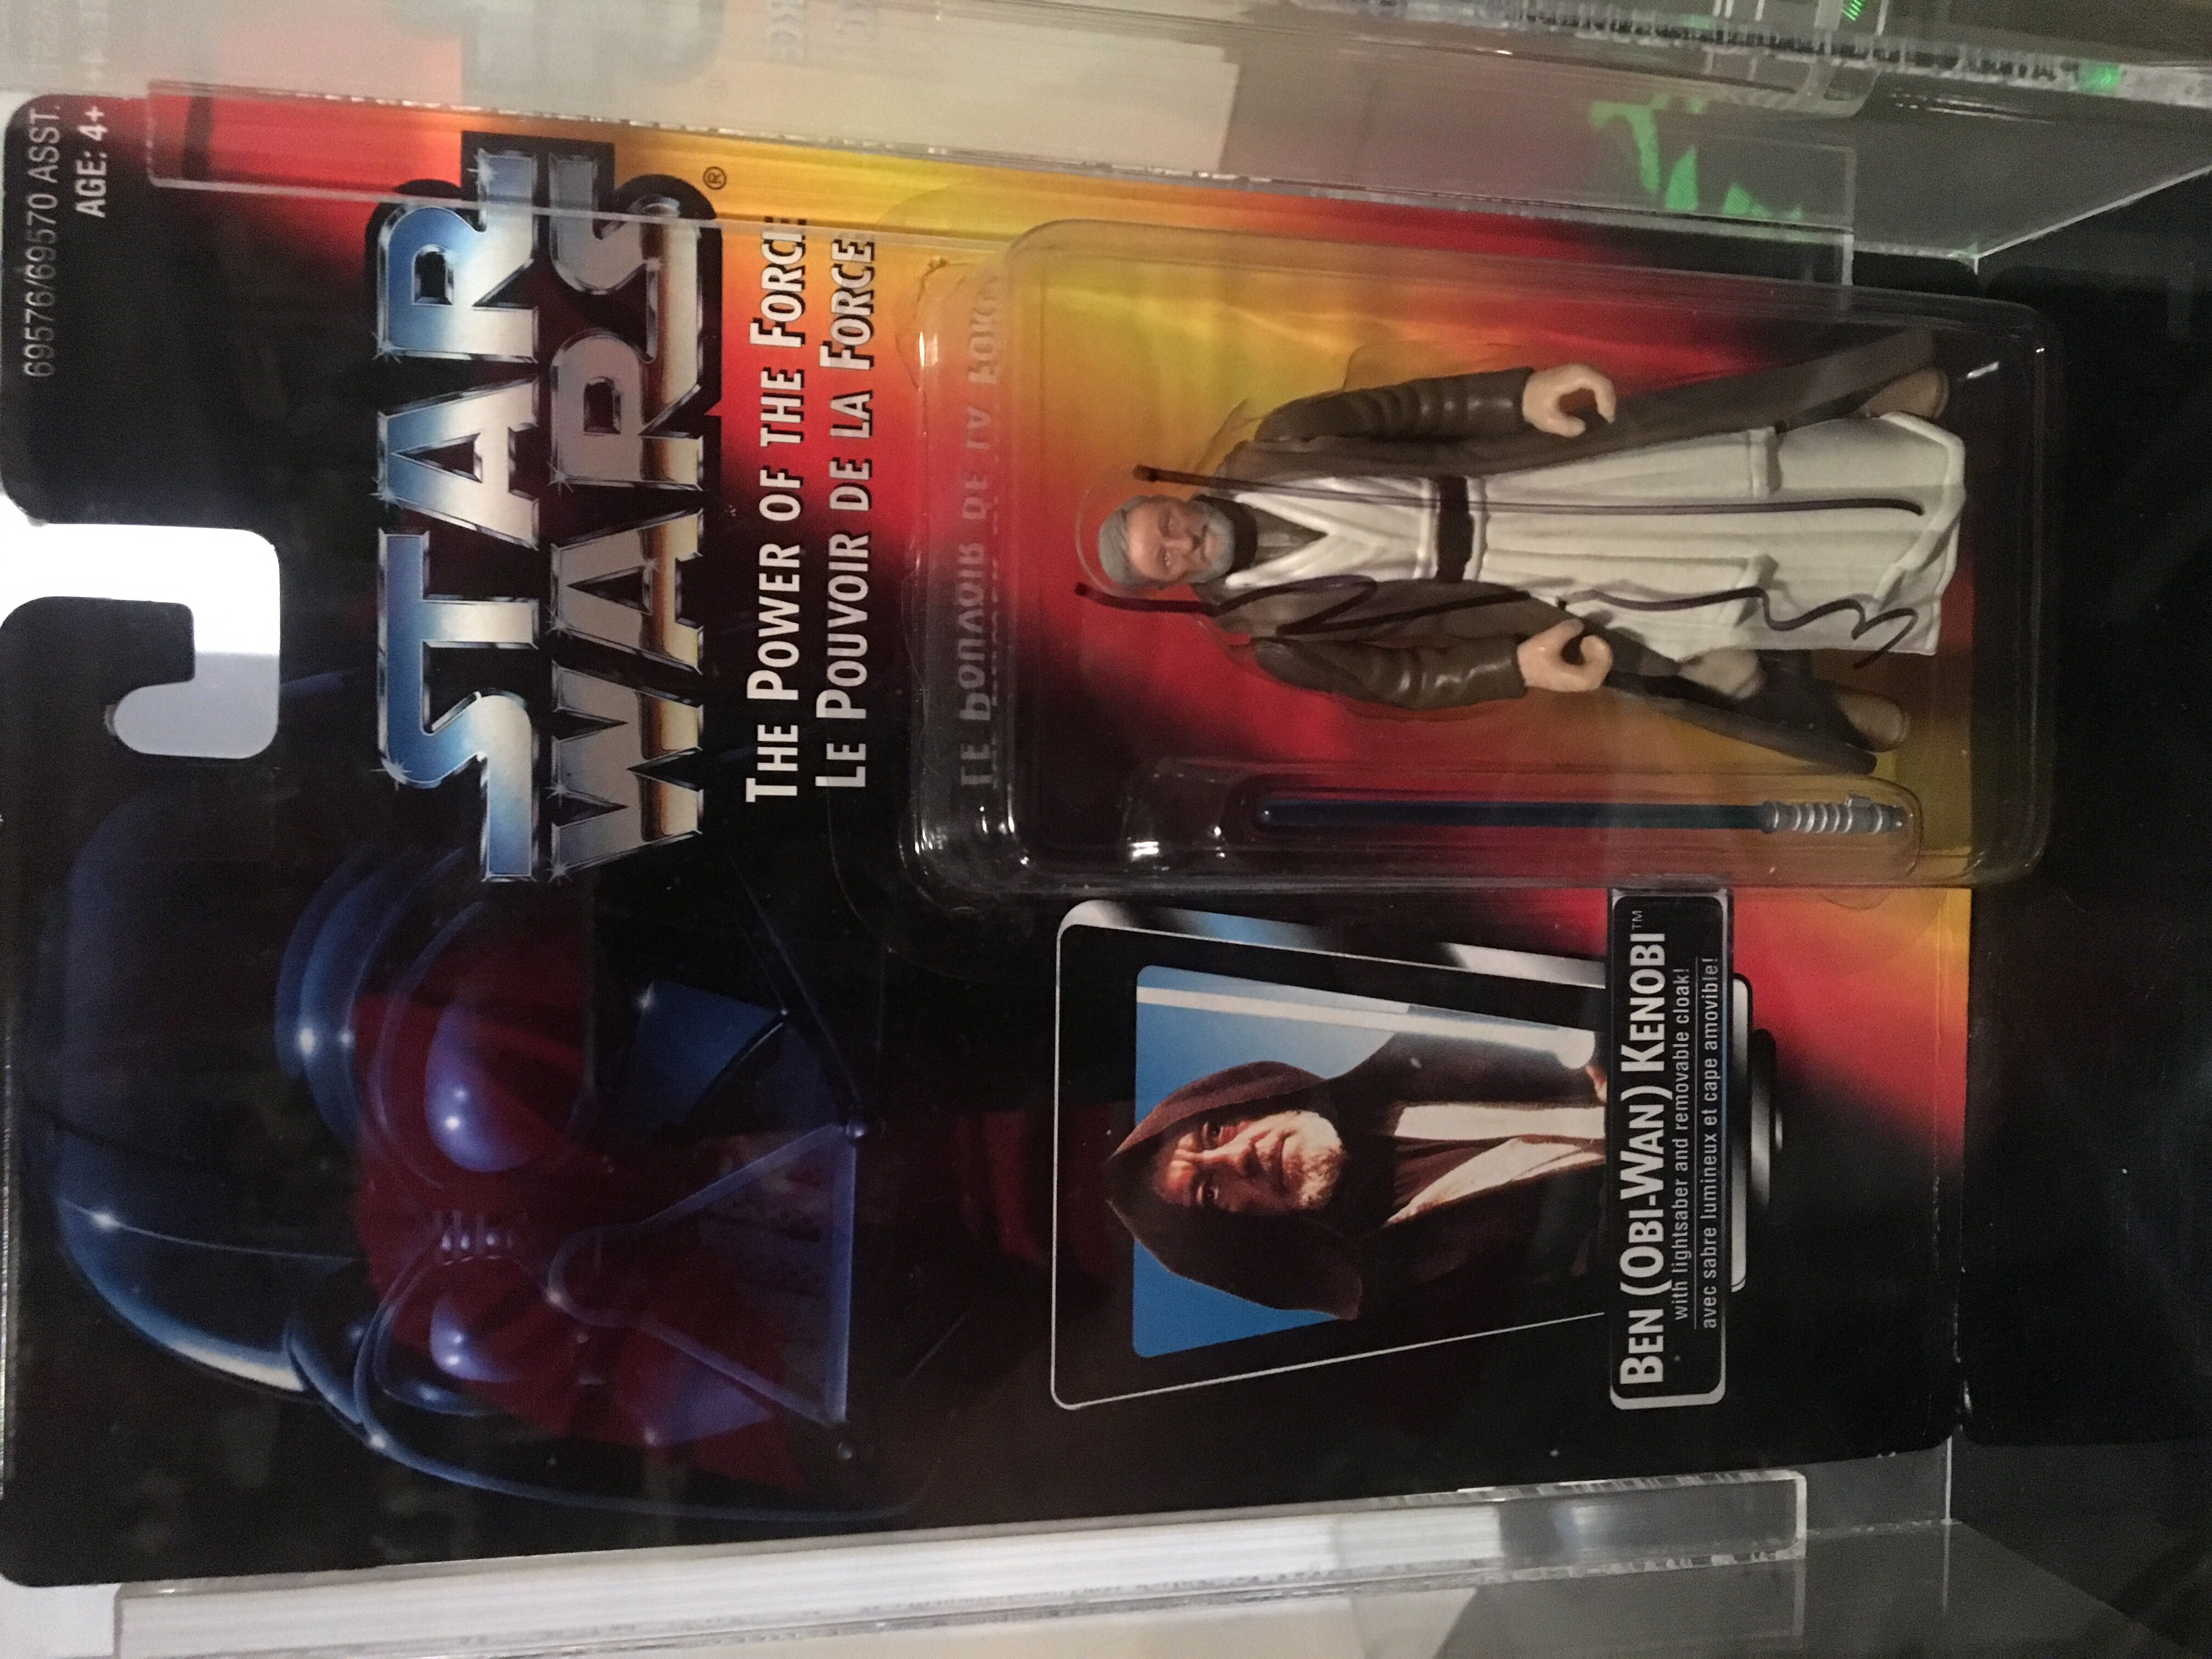 69576/69570 ASST.
AGE: 4+
STAR
WARS®
THE POWER OF THE FORCE
LE POUVOIR DE LA FORCE
BEN (OBI-WAN) KENOBI™
with lightsaber and removable cloak!
avec sabre lumineux et cape amovible!